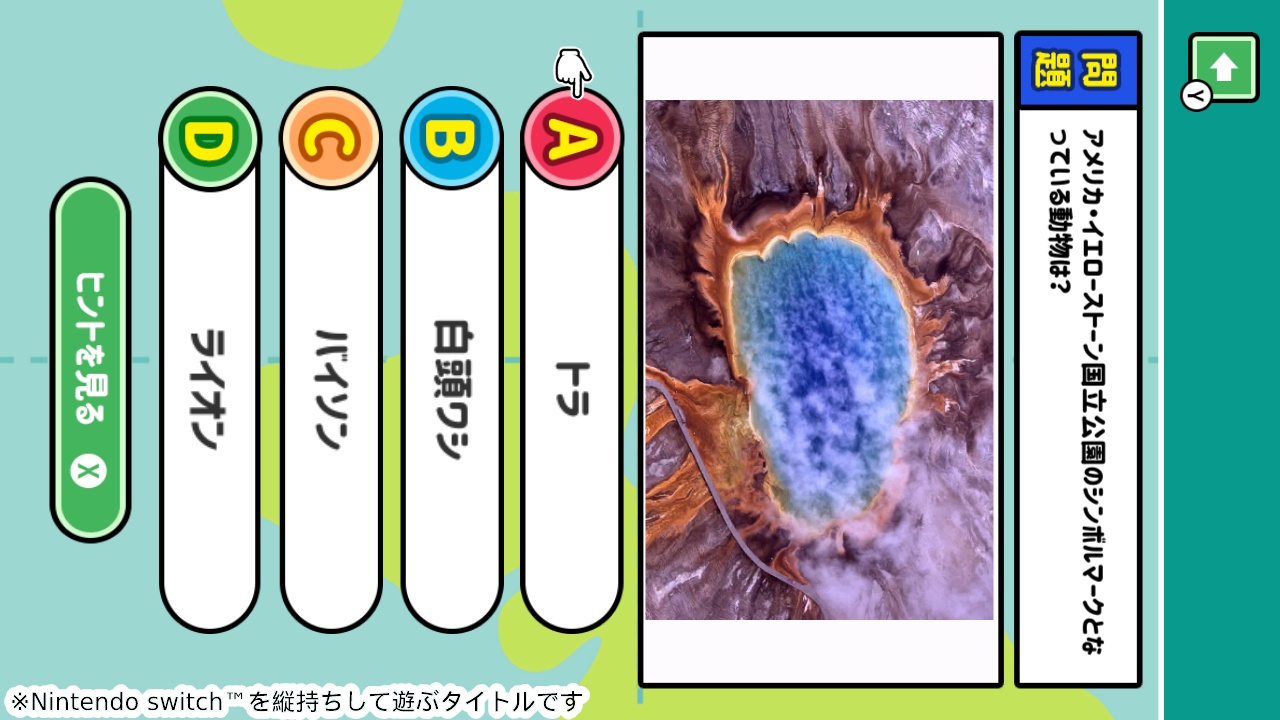 問題
アメリカ・イエローストーン国立公園のシンボルマークとな
っている動物は?
A トラ
B 白頭ワシ
C バイソン
D ライオン
ヒントを見る X
Y
※Nintendo switch™を縦持ちして遊ぶタイトルです